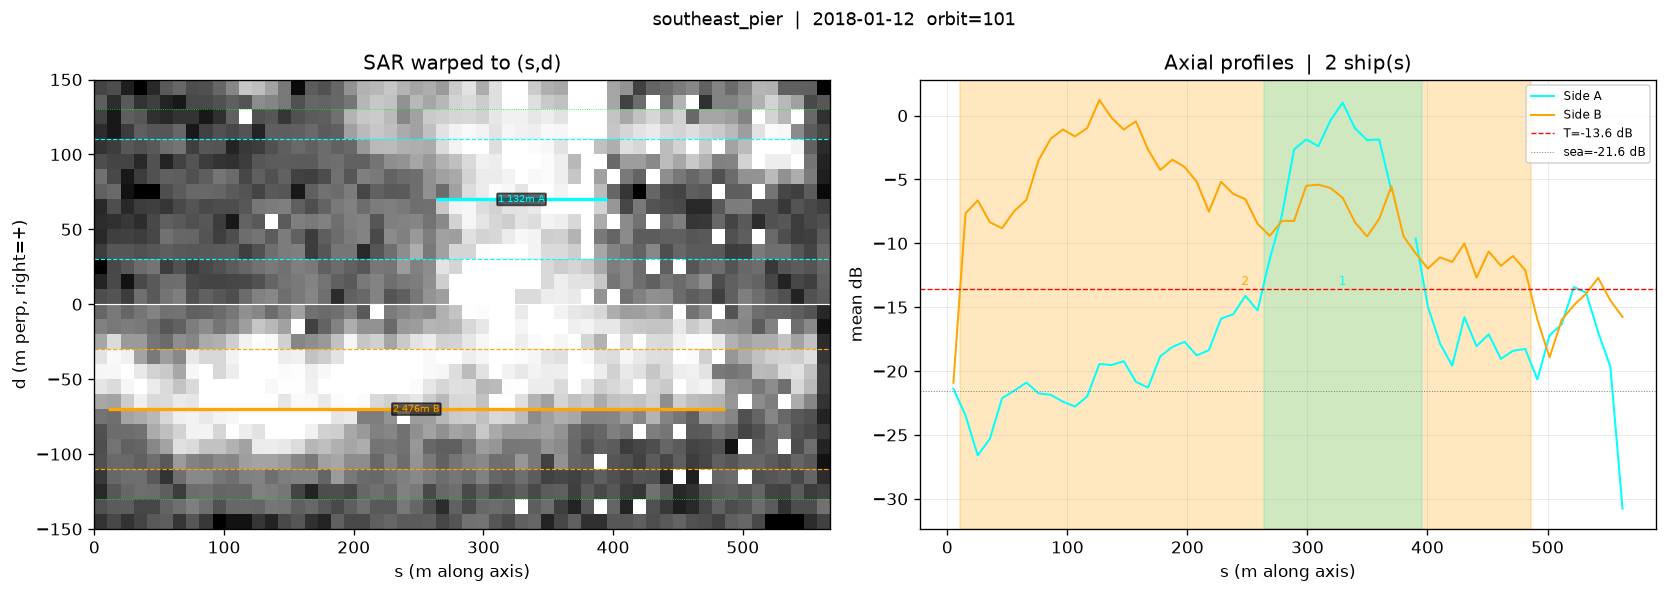 southeast_pier | 2018-01-12 orbit=101
SAR warped to (s,d)
150
100
50
0
−50
−100
−150
d (m perp, right=+)
1 132m A
2 476m B
0
100
200
300
400
500
s (m along axis)
Axial profiles | 2 ship(s)
0
−5
−10
−15
−20
−25
−30
mean dB
Side A
Side B
T=-13.6 dB
sea=-21.6 dB
2
1
0
100
200
300
400
500
s (m along axis)